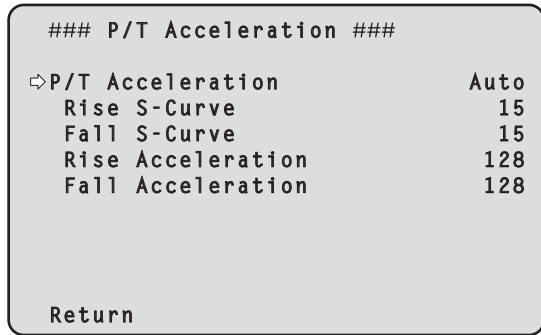 ### P/T Acceleration ###
⇨P/T Acceleration Auto
Rise S-Curve 15
Fall S-Curve 15
Rise Acceleration 128
Fall Acceleration 128
Return